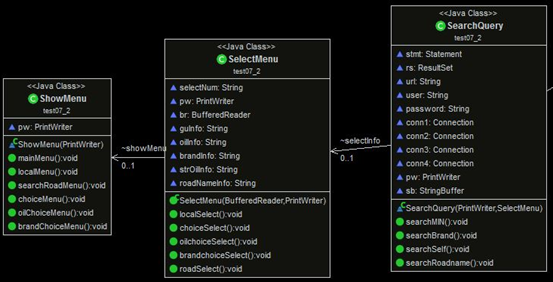 <<Java Class>>
ShowMenu
test07_2
pw: PrintWriter
ShowMenu(PrintWriter)
mainMenu():void
localMenu():void
searchRoadMenu():void
choiceMenu():void
oilChoiceMenu():void
brandChoiceMenu():void
~showMenu
0..1
<<Java Class>>
SelectMenu
test07_2
selectNum: String
pw: PrintWriter
br: BufferedReader
guInfo: String
oilInfo: String
brandInfo: String
strOilInfo: String
roadNameInfo: String
SelectMenu(BufferedReader,PrintWriter)
localSelect():void
choiceSelect():void
oilchoiceSelect():void
brandchoiceSelect():void
roadSelect():void
~selectInfo
0..1
<<Java Class>>
SearchQuery
test07_2
stmt: Statement
rs: ResultSet
url: String
user: String
password: String
conn1: Connection
conn2: Connection
conn3: Connection
conn4: Connection
pw: PrintWriter
sb: StringBuffer
SearchQuery(PrintWriter,SelectMenu)
searchMIN():void
searchBrand():void
searchSelf():void
searchRoadname():void